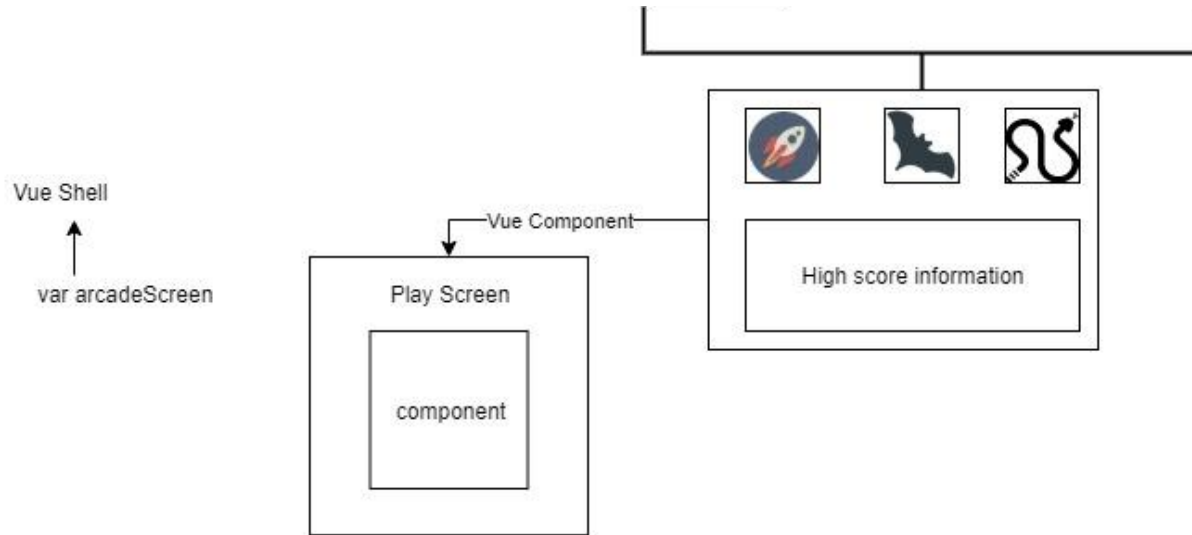 Vue Shell
var arcadeScreen
Vue Component
Play Screen
component
High score information